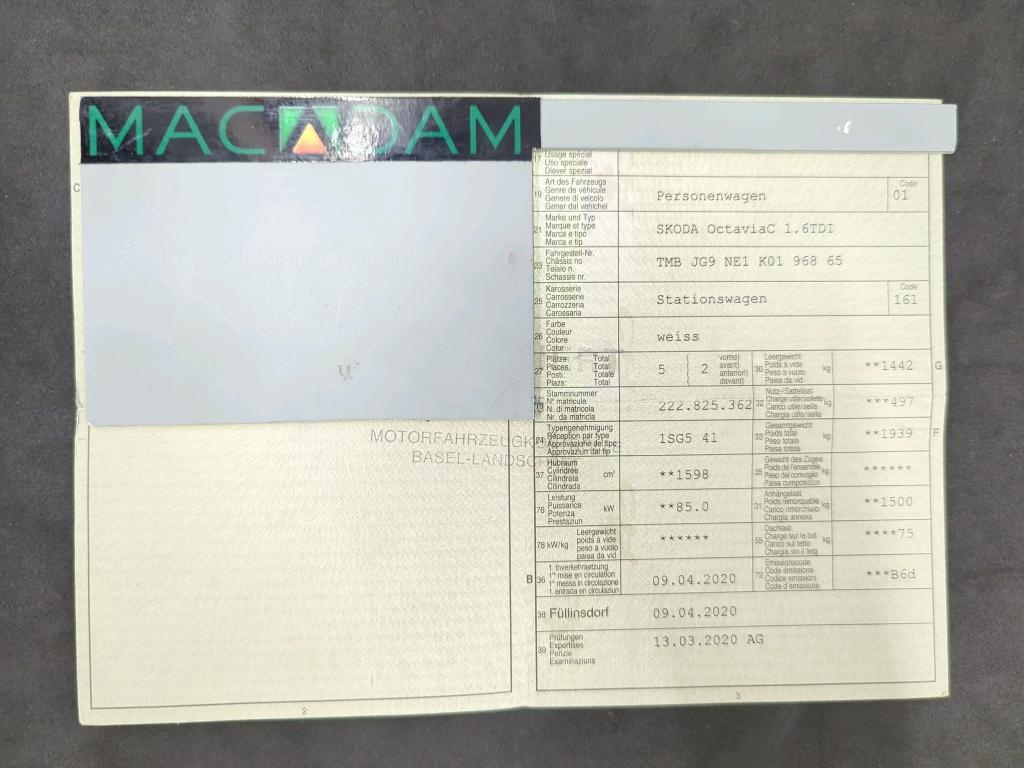 MACADAM
C
17 Usage spécial
Uso speciale
Diever spezial
19 Art des Fahrzeugs
Genre de véhicule
Genere di veicolo
Gener dal vehichel
Personenwagen
Code
01
21 Marke und Typ
Marque et type
Marca e tipo
Marca e tip
SKODA OctaviaC 1.6TDI
23 Fahrgestell-Nr.
Châssis no
Telaio n.
Schassis nr.
TMB JG9 NE1 K01 968 65
25 Karosserie
Carrosserie
Carrozzeria
Carossaria
Stationswagen
Code
161
26 Farbe
Couleur
Colore
Colur
weiss
27 Plätze: Total
Places: Total
Posti: Totale
Plazs: Total
5 { 2 vorne)
avant)
anteriori)
davant)
30 Leergewicht
Poids à vide
Peso a vuoto
Paisa da vid
kg
**1442
G
Stammnummer
N° matricule
N. di matricola
Nr. da matricla
222.825.362
32 Nutz-/Sattellast
Charge utile/sellette
Carico utile/sella
Chargia utila/sella
kg
***497
24 Typengenehmigung
Réception par type
Approvazione del tipo
Approvaziun dal tip
1SG5 41
33 Gesamtgewicht
Poids total
Peso totale
Paisa totala
kg
**1939
F
MOTORFAHRZEUGK
BASEL-LANDSC
37 Hubraum
Cylindrée
Cilindrata
Cilindrada
cm³
**1598
35 Gewicht des Zuges
Poids de l'ensemble
Peso del convoglio
Paisa cumposiziun
kg
******
76 Leistung
Puissance
Potenza
Prestaziun
kW
**85.0
31 Anhängelast
Poids remorquable
Carico rimorchiato
Chargia annexa
kg
**1500
78 kW/kg Leergewicht
poids à vide
peso a vuoto
paisa da vid
******
55 Dachlast
Charge sur le toit
Carico sul tetto
Chargia sin il tetg
kg
****75
B 36 1. Inverkehrsetzung
1re mise en circulation
1a messa in circolazione
1. entrada en circulaziun
09.04.2020
72 Emissionscode
Code émissions
Codice emissioni
Code d'emissiuns
***B6d
38 Füllinsdorf
09.04.2020
39 Prüfungen
Expertises
Perizie
Examinaziuns
13.03.2020 AG
2
3